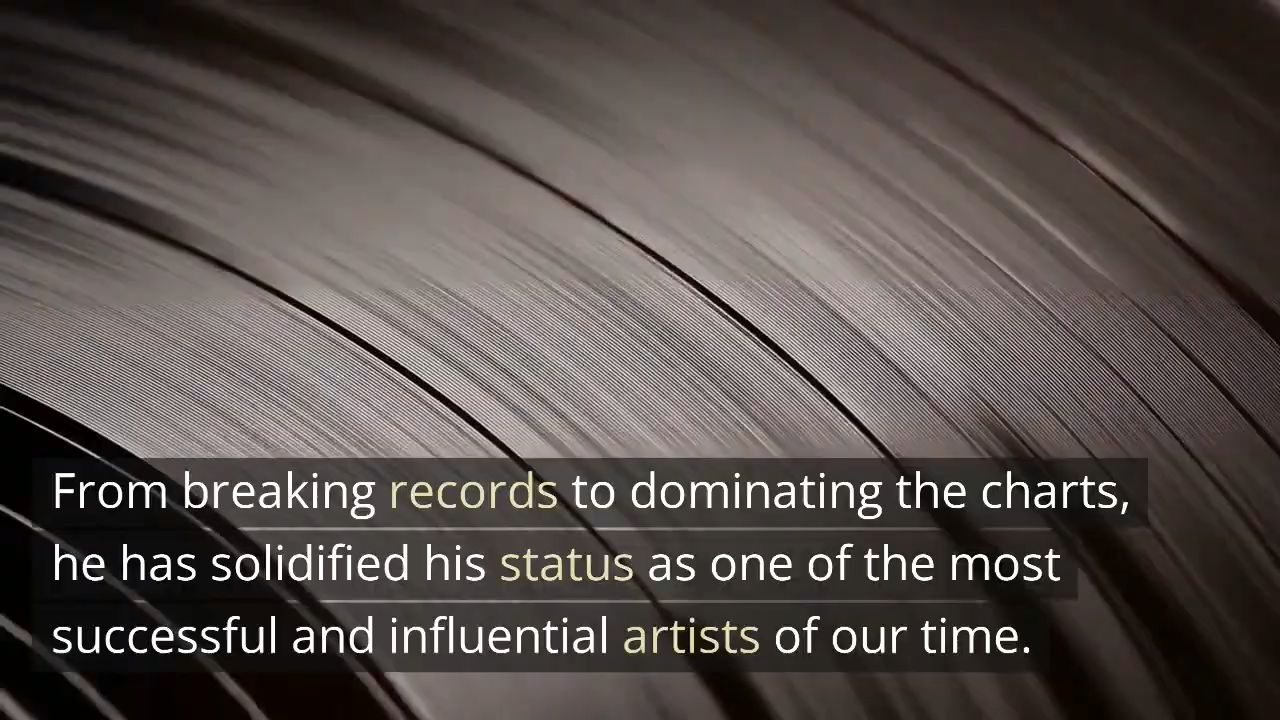 From breaking records to dominating the charts,
he has solidified his status as one of the most
successful and influential artists of our time.